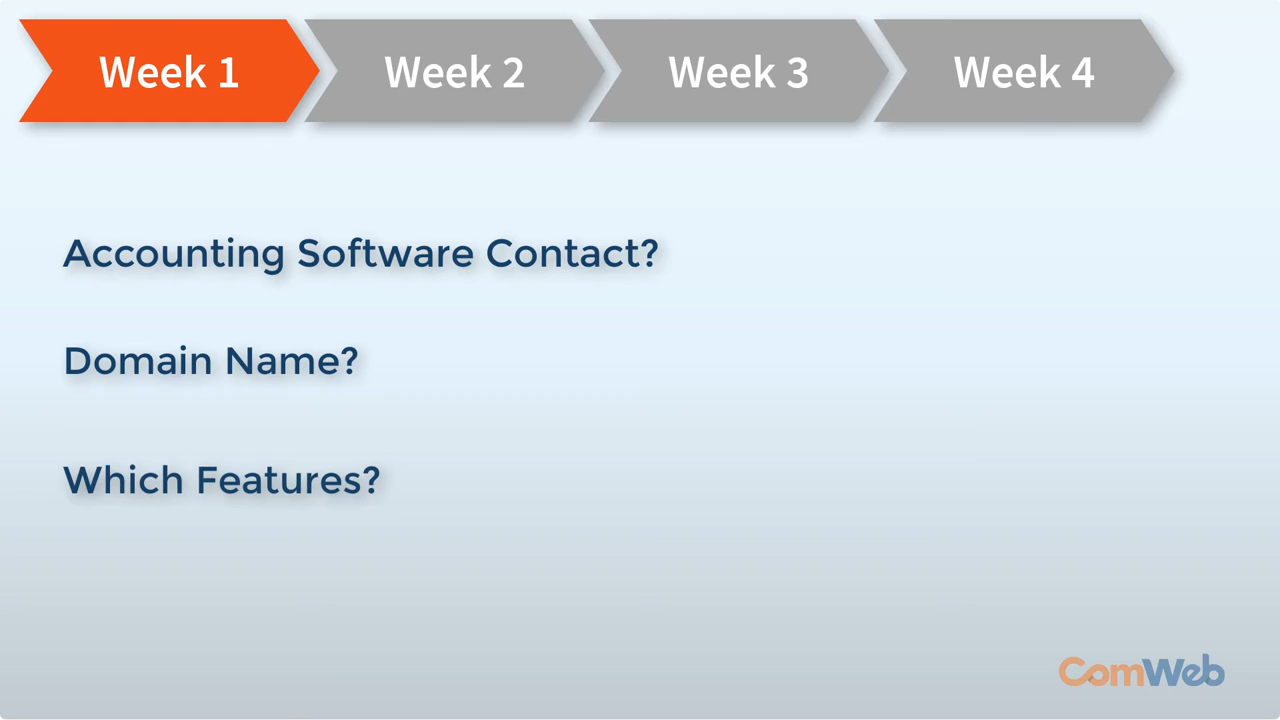 Week 1 Week 2 Week 3 Week 4
Accounting Software Contact?
Domain Name?
Which Features?
ComWeb